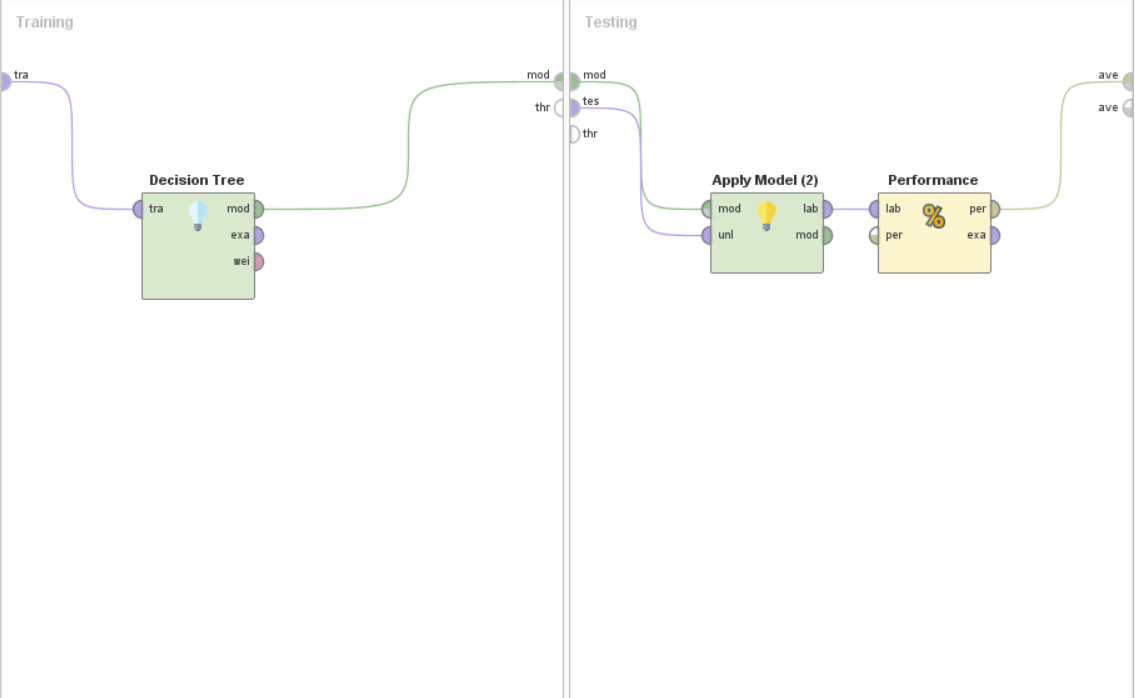 Training
tra
mod
thr
Decision Tree
tra mod
exa
wei
Testing
mod
tes
thr
ave
ave
Apply Model (2)
mod lab
unl mod
Performance
%
lab per
per exa